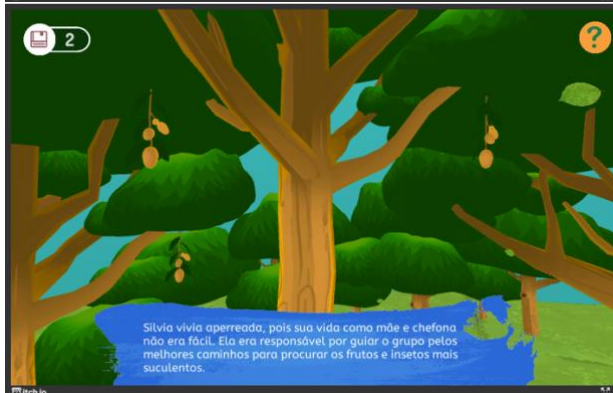 2
?
Silvia vivia aperreada, pois sua vida como mãe e chefona
não era fácil. Ela era responsável por guiar o grupo pelos
melhores caminhos para procurar os frutos e insetos mais
suculentos.
itch.io